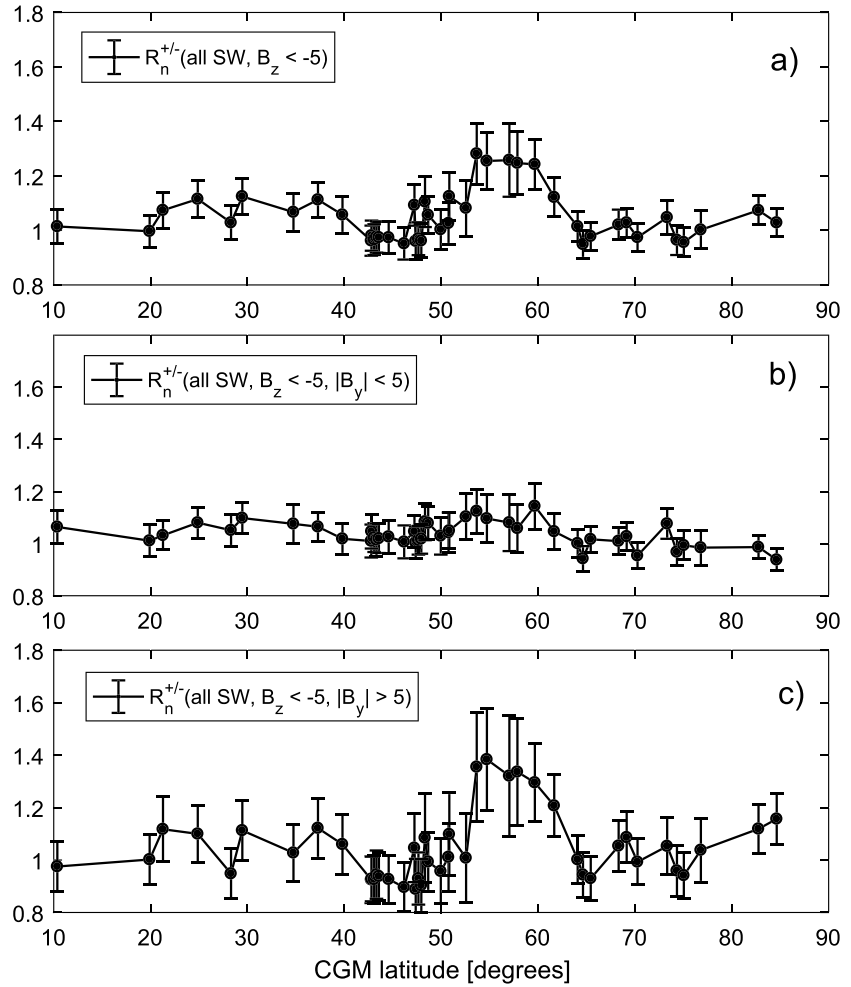 1.8
R_n^{+/-}(all SW, B_z < -5)
a)
1.6
1.4
1.2
1
0.8
10 20 30 40 50 60 70 80 90
R_n^{+/-}(all SW, B_z < -5, |B_y| < 5)
b)
1.6
1.4
1.2
1
0.8
10 20 30 40 50 60 70 80 90
1.8
R_n^{+/-}(all SW, B_z < -5, |B_y| > 5)
c)
1.6
1.4
1.2
1
0.8
10 20 30 40 50 60 70 80 90
CGM latitude [degrees]